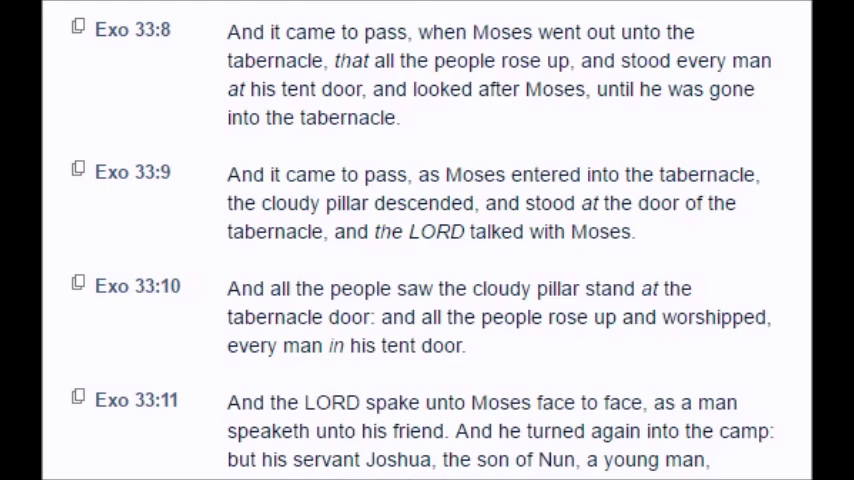 Exo 33:8 And it came to pass, when Moses went out unto the
tabernacle, that all the people rose up, and stood every man
at his tent door, and looked after Moses, until he was gone
into the tabernacle.
Exo 33:9 And it came to pass, as Moses entered into the tabernacle,
the cloudy pillar descended, and stood at the door of the
tabernacle, and the LORD talked with Moses.
Exo 33:10 And all the people saw the cloudy pillar stand at the
tabernacle door: and all the people rose up and worshipped,
every man in his tent door.
Exo 33:11 And the LORD spake unto Moses face to face, as a man
speaketh unto his friend. And he turned again into the camp:
but his servant Joshua, the son of Nun, a young man,